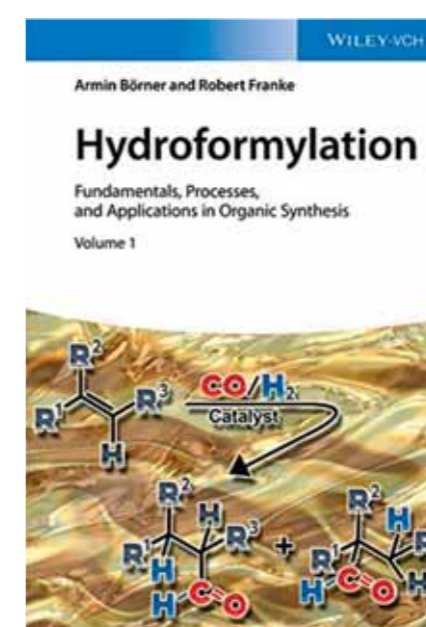 WILEY-VCH
Armin Börner and Robert Franke
Hydroformylation
Fundamentals, Processes,
and Applications in Organic Synthesis
Volume 1
R²
R¹ R³ CO/H₂
Catalyst
H
R² H R²
R¹ R³ + R¹ H R
H H
H C=O H C=O H